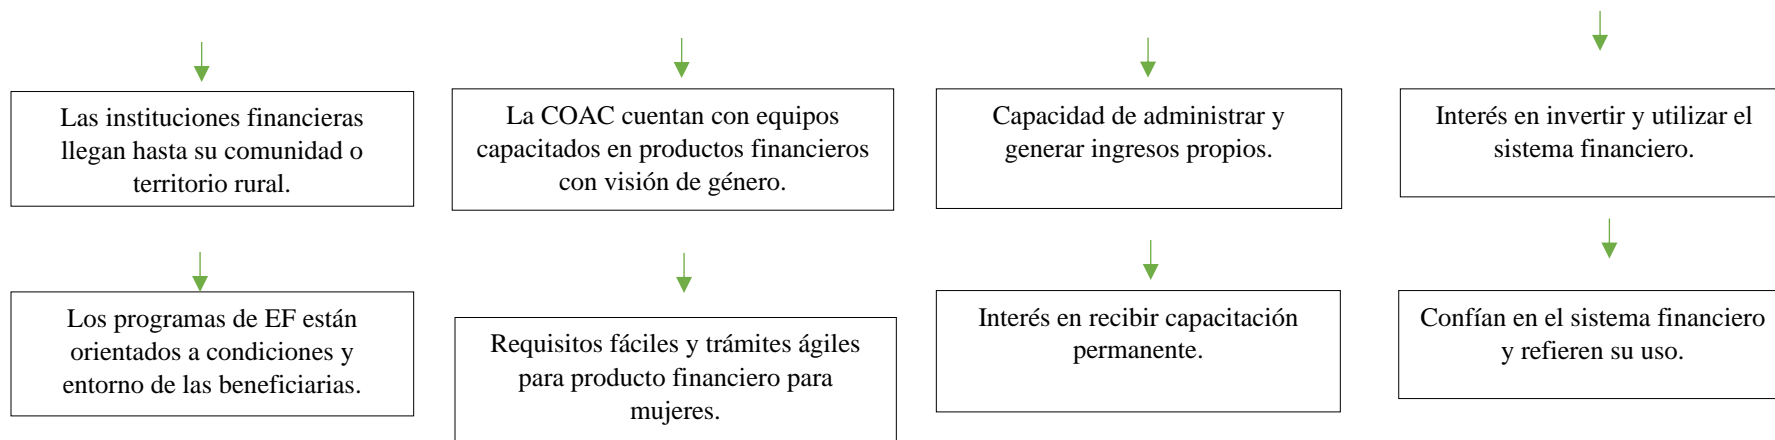 Las instituciones financieras
llegan hasta su comunidad o
territorio rural.
La COAC cuentan con equipos
capacitados en productos financieros
con visión de género.
Capacidad de administrar y
generar ingresos propios.
Interés en invertir y utilizar el
sistema financiero.
Los programas de EF están
orientados a condiciones y
entorno de las beneficiarias.
Requisitos fáciles y trámites ágiles
para producto financiero para
mujeres.
Interés en recibir capacitación
permanente.
Confían en el sistema financiero
y refieren su uso.